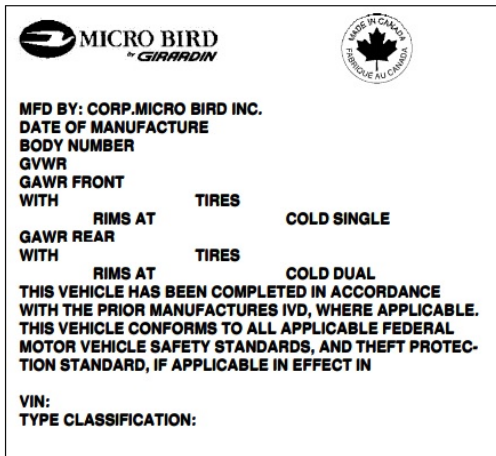 MICRO BIRD
by GIRARDIN
MADE IN CANADA
FABRIQUÉ AU CANADA
MFD BY: CORP.MICRO BIRD INC.
DATE OF MANUFACTURE
BODY NUMBER
GVWR
GAWR FRONT
WITH TIRES
RIMS AT COLD SINGLE
GAWR REAR
WITH TIRES
RIMS AT COLD DUAL
THIS VEHICLE HAS BEEN COMPLETED IN ACCORDANCE
WITH THE PRIOR MANUFACTURES IVD, WHERE APPLICABLE.
THIS VEHICLE CONFORMS TO ALL APPLICABLE FEDERAL
MOTOR VEHICLE SAFETY STANDARDS, AND THEFT PROTEC-
TION STANDARD, IF APPLICABLE IN EFFECT IN
VIN:
TYPE CLASSIFICATION: